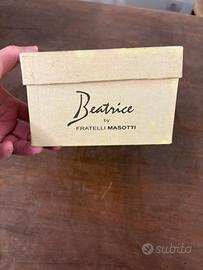 Beatrice
by
FRATELLI MASOTTI
subito